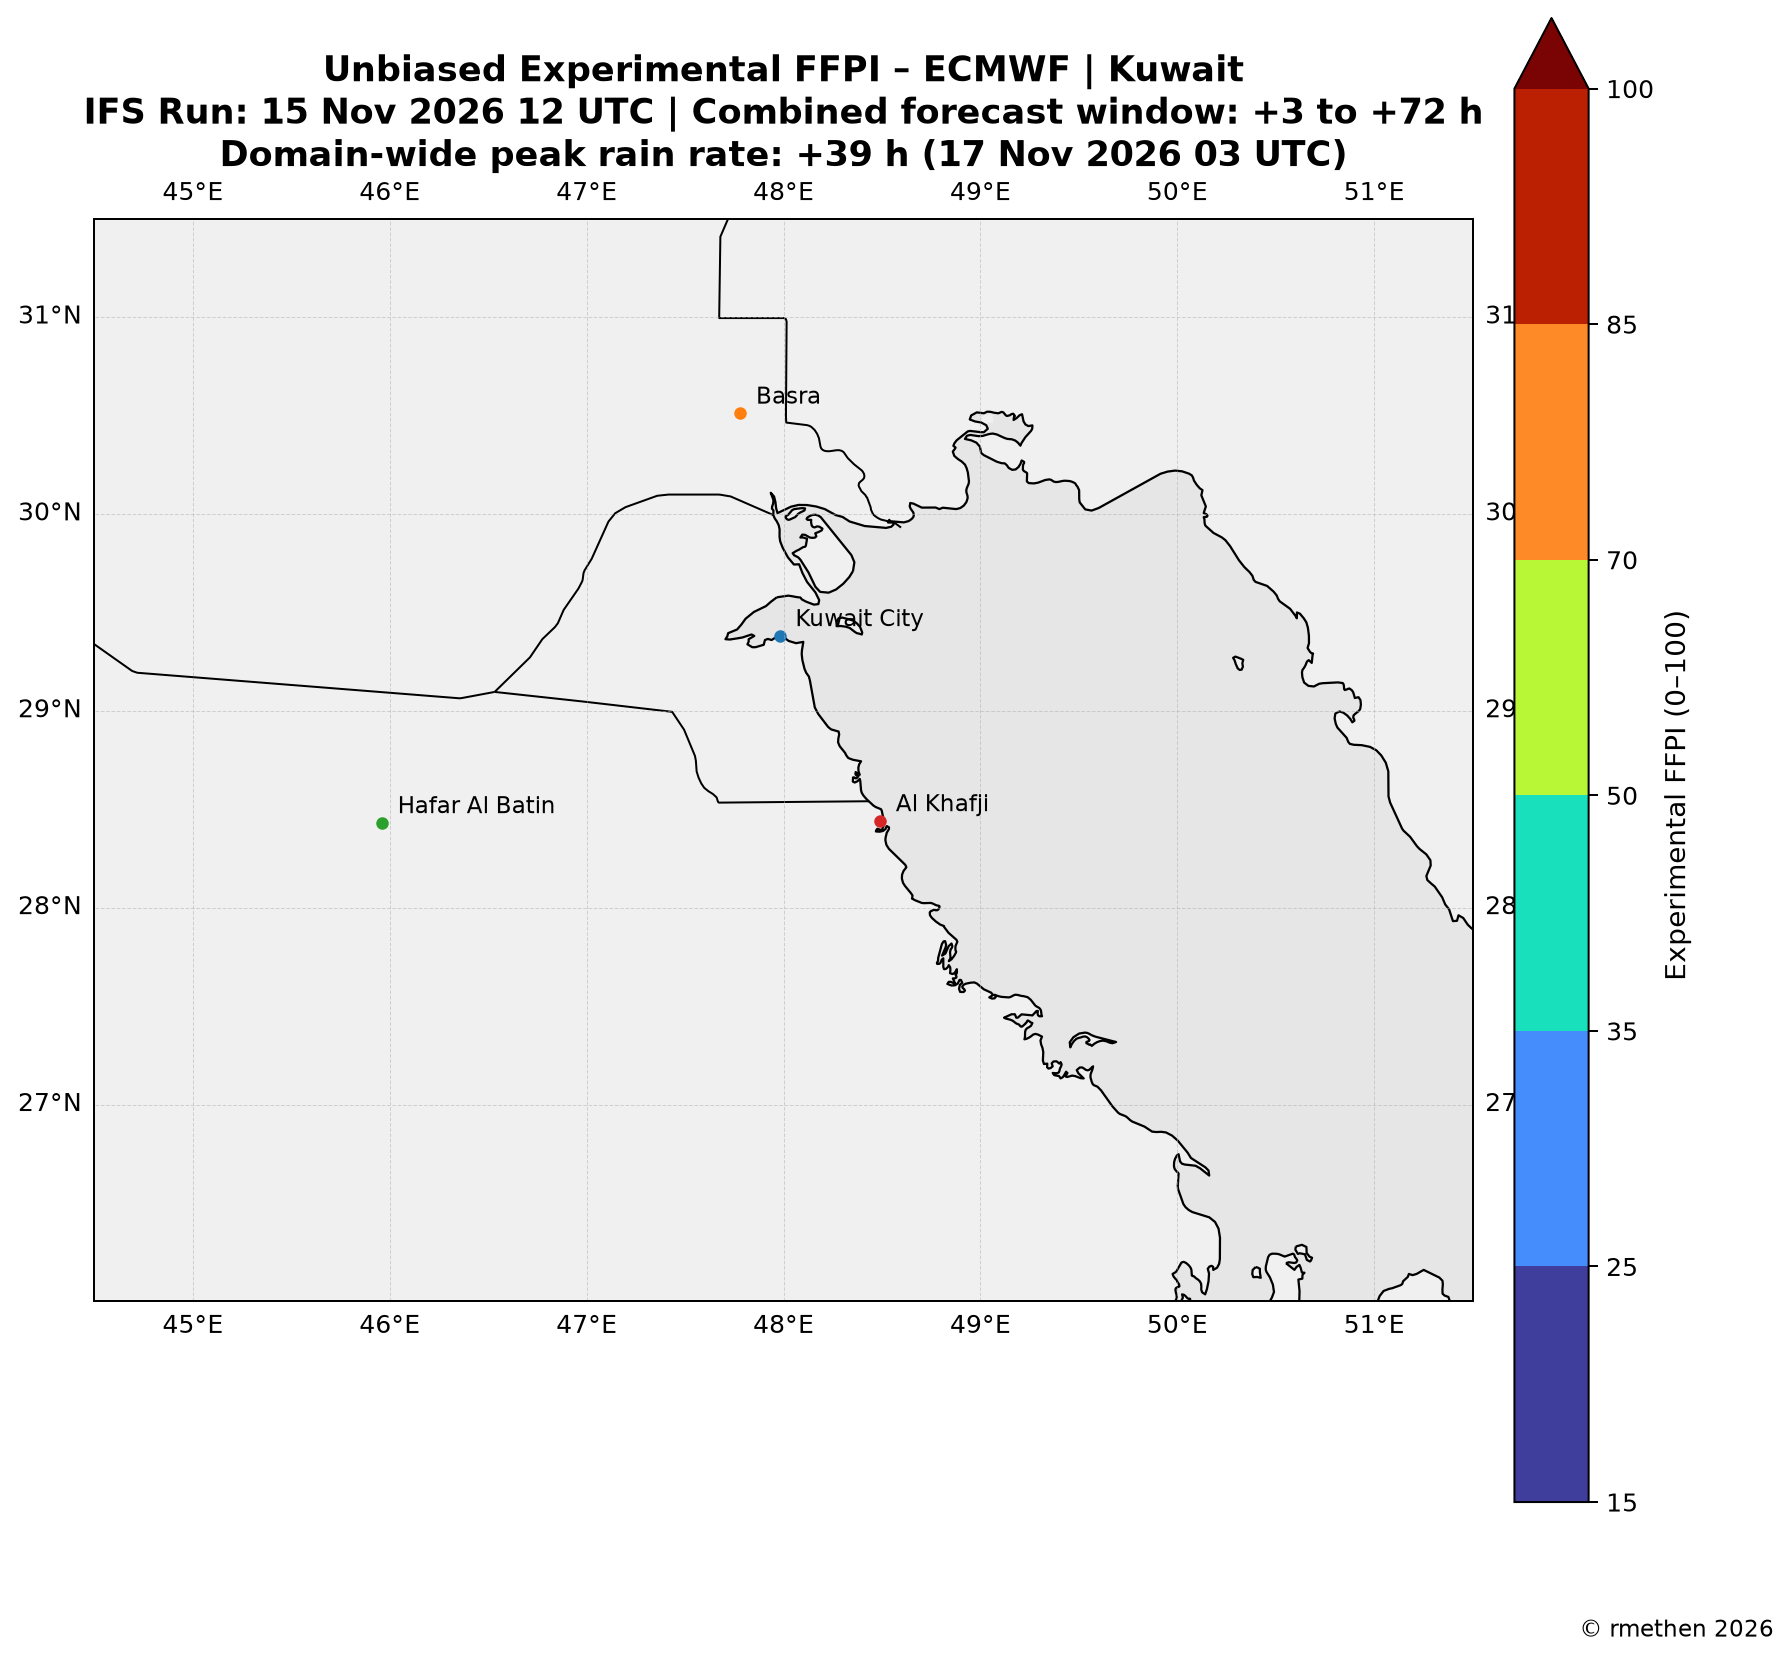 Unbiased Experimental FFPI – ECMWF | Kuwait
IFS Run: 15 Nov 2026 12 UTC | Combined forecast window: +3 to +72 h
Domain-wide peak rain rate: +39 h (17 Nov 2026 03 UTC)
45°E 46°E 47°E 48°E 49°E 50°E 51°E
100
31°N 31
85
Basra
30°N 30
70
Kuwait City
29°N 29
Experimental FFPI (0–100)
50
Hafar Al Batin
Al Khafji
28°N 28
35
27°N 27
25
45°E 46°E 47°E 48°E 49°E 50°E 51°E
15
© rmethen 2026